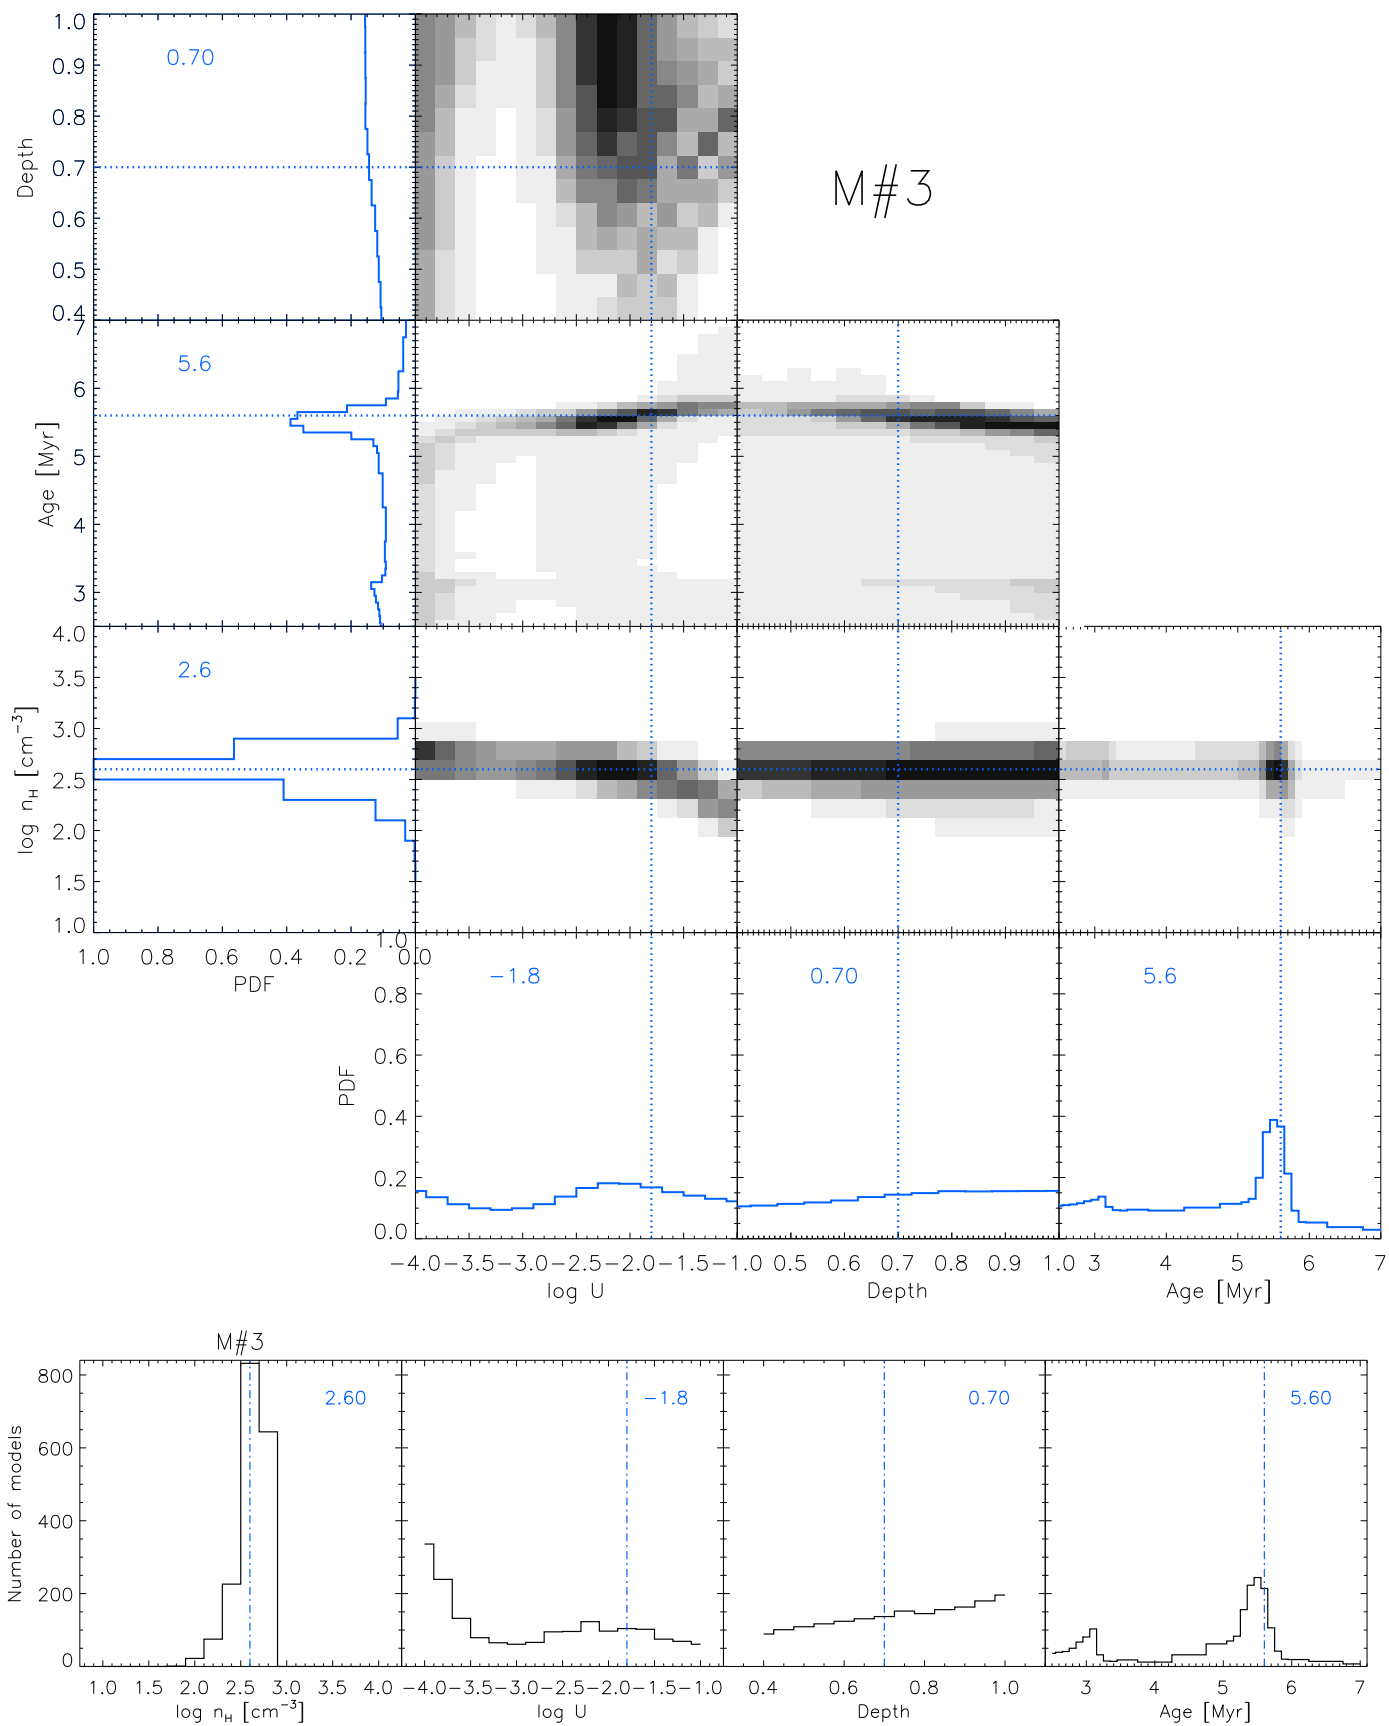 M#3
1.0
0.9
0.8
0.7
0.6
0.5
0.4
Depth
0.70
7
6
5
4
3
Age [Myr]
5.6
4.0
3.5
3.0
2.5
2.0
1.5
1.0
log n_H [cm⁻³]
2.6
1.0 0.8 0.6 0.4 0.2 0.0
PDF
1.0
0.8
0.6
0.4
0.2
0.0
PDF
−1.8
0.70
5.6
−4.0 −3.5 −3.0 −2.5 −2.0 −1.5 −1.0
log U
0.5 0.6 0.7 0.8 0.9 1.0
Depth
3 4 5 6 7
Age [Myr]
M#3
800
600
400
200
0
Number of models
2.60
−1.8
0.70
5.60
1.0 1.5 2.0 2.5 3.0 3.5 4.0
log n_H [cm⁻³]
−4.0 −3.5 −3.0 −2.5 −2.0 −1.5 −1.0
log U
0.4 0.6 0.8 1.0
Depth
3 4 5 6 7
Age [Myr]